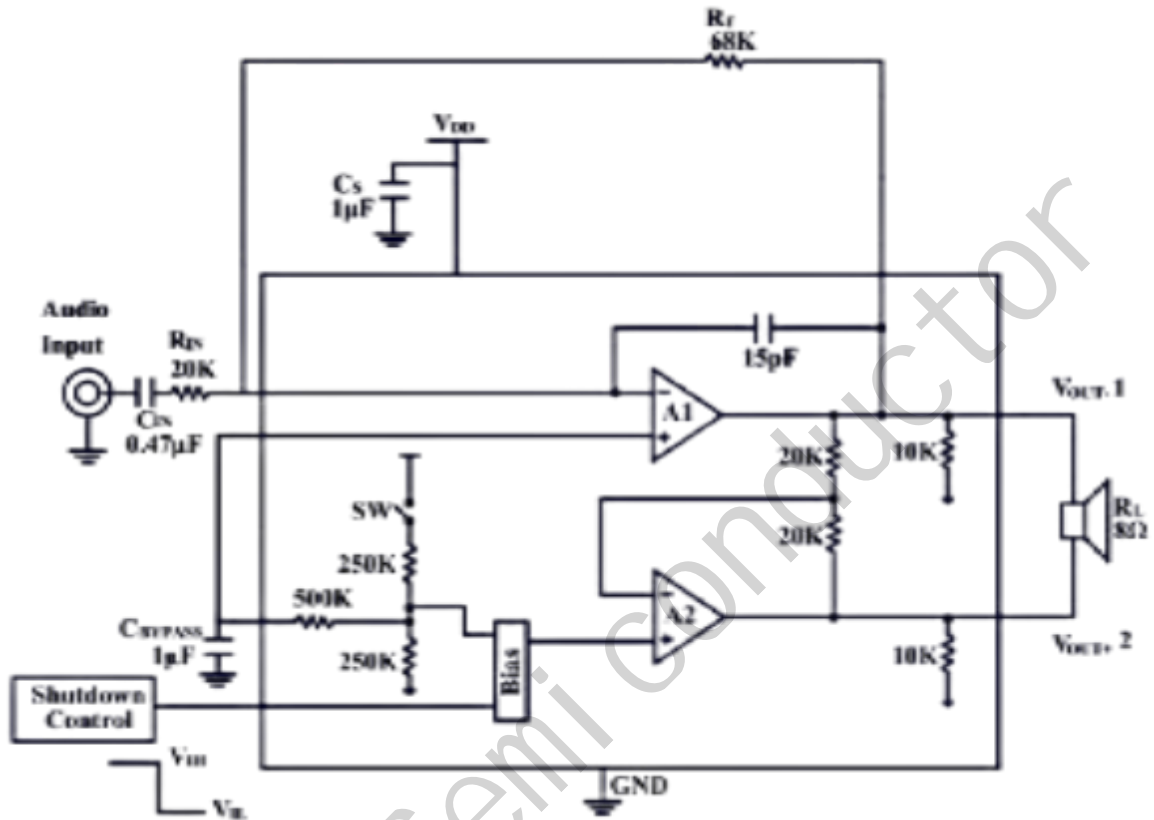 Rf
68K
VDD
CS
1µF
Audio
Input
RIN
20K
CIN
0.47µF
15pF
A1
VOUT- 1
20K
10K
SW
RL
8Ω
250K
20K
500K
A2
CBYPASS
1µF
250K
Bias
10K
VOUT+ 2
Shutdown
Control
VIH
GND
VIL
Semi conductor